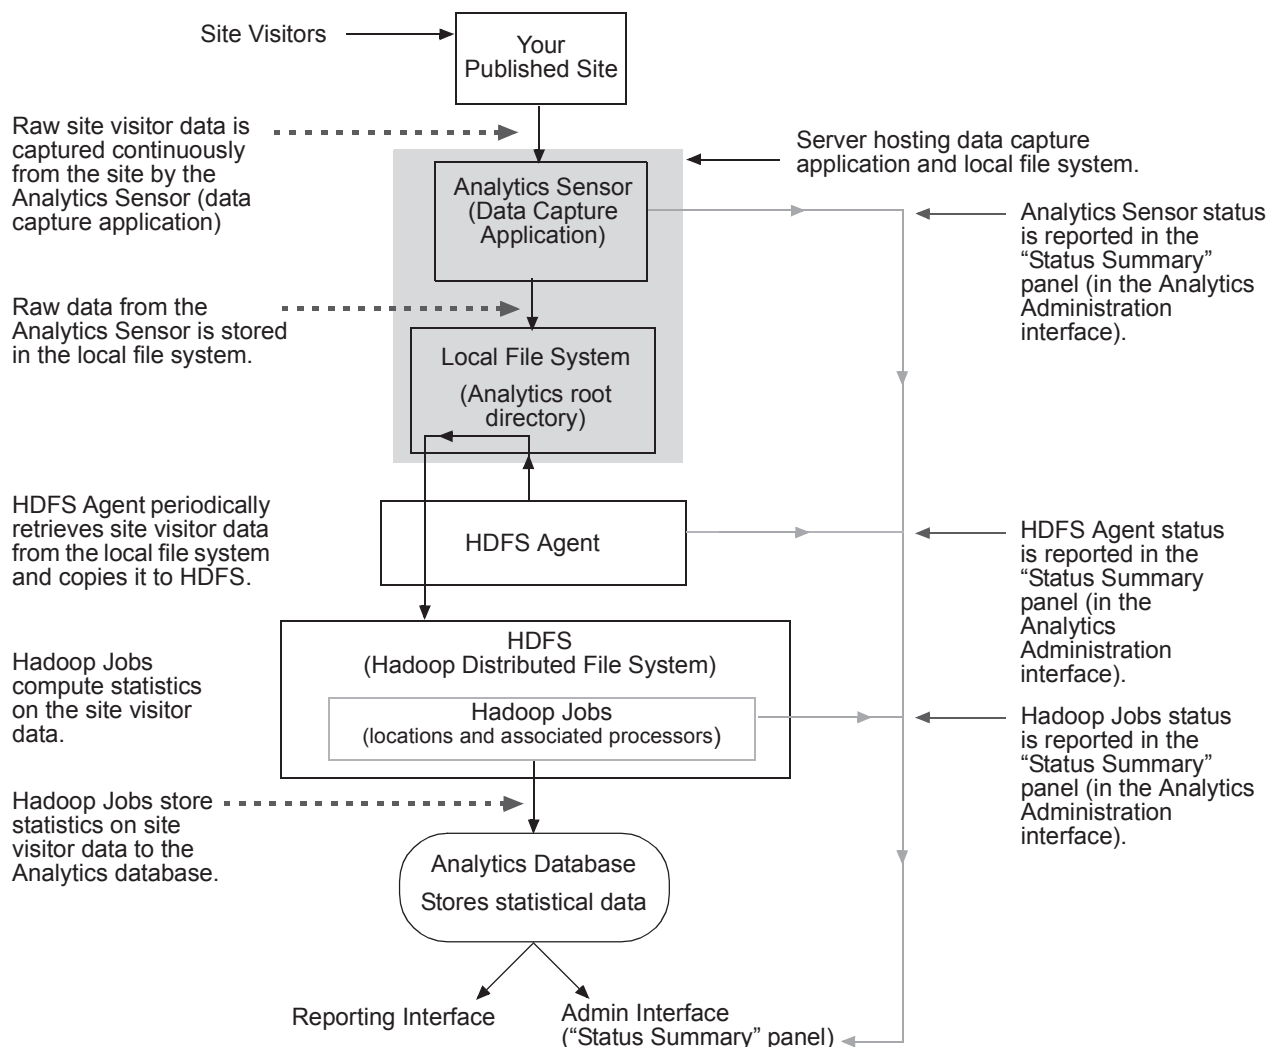 Site Visitors
Your
Published Site
Raw site visitor data is
captured continuously
from the site by the
Analytics Sensor (data
capture application)
Server hosting data capture
application and local file system.
Analytics Sensor
(Data Capture
Application)
Analytics Sensor status
is reported in the
“Status Summary”
panel (in the Analytics
Administration
interface).
Raw data from the
Analytics Sensor is stored
in the local file system.
Local File System
(Analytics root
directory)
HDFS Agent periodically
retrieves site visitor data
from the local file system
and copies it to HDFS.
HDFS Agent
HDFS Agent status
is reported in the
“Status Summary
panel (in the
Analytics
Administration
interface).
HDFS
(Hadoop Distributed File System)
Hadoop Jobs
compute statistics
on the site visitor
data.
Hadoop Jobs
(locations and associated processors)
Hadoop Jobs status
is reported in the
“Status Summary”
panel (in the Analytics
Administration
interface).
Hadoop Jobs store
statistics on site
visitor data to the
Analytics database.
Analytics Database
Stores statistical data
Reporting Interface
Admin Interface
(“Status Summary” panel)